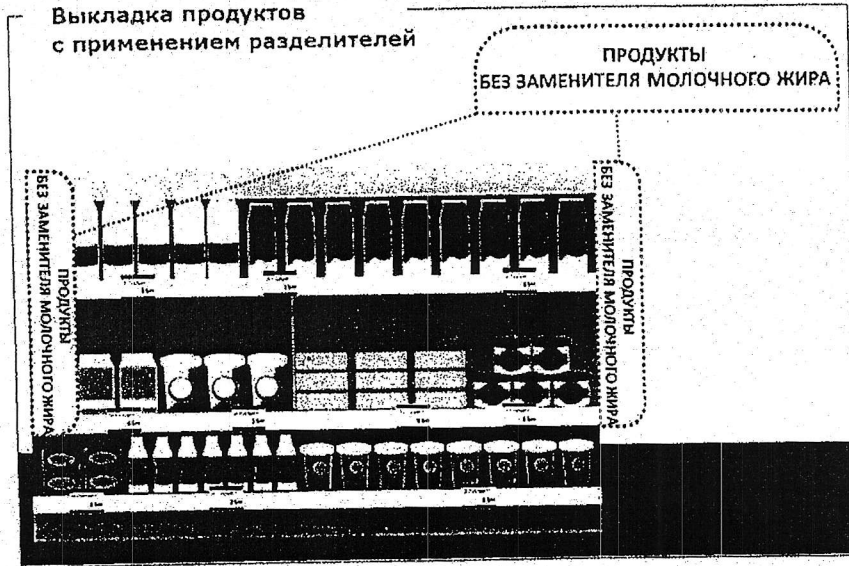 Выкладка продуктов
с применением разделителей
ПРОДУКТЫ
БЕЗ ЗАМЕНИТЕЛЯ МОЛОЧНОГО ЖИРА
ПРОДУКТЫ
БЕЗ ЗАМЕНИТЕЛЯ МОЛОЧНОГО ЖИРА
ПРОДУКТЫ
БЕЗ ЗАМЕНИТЕЛЯ МОЛОЧНОГО ЖИРА